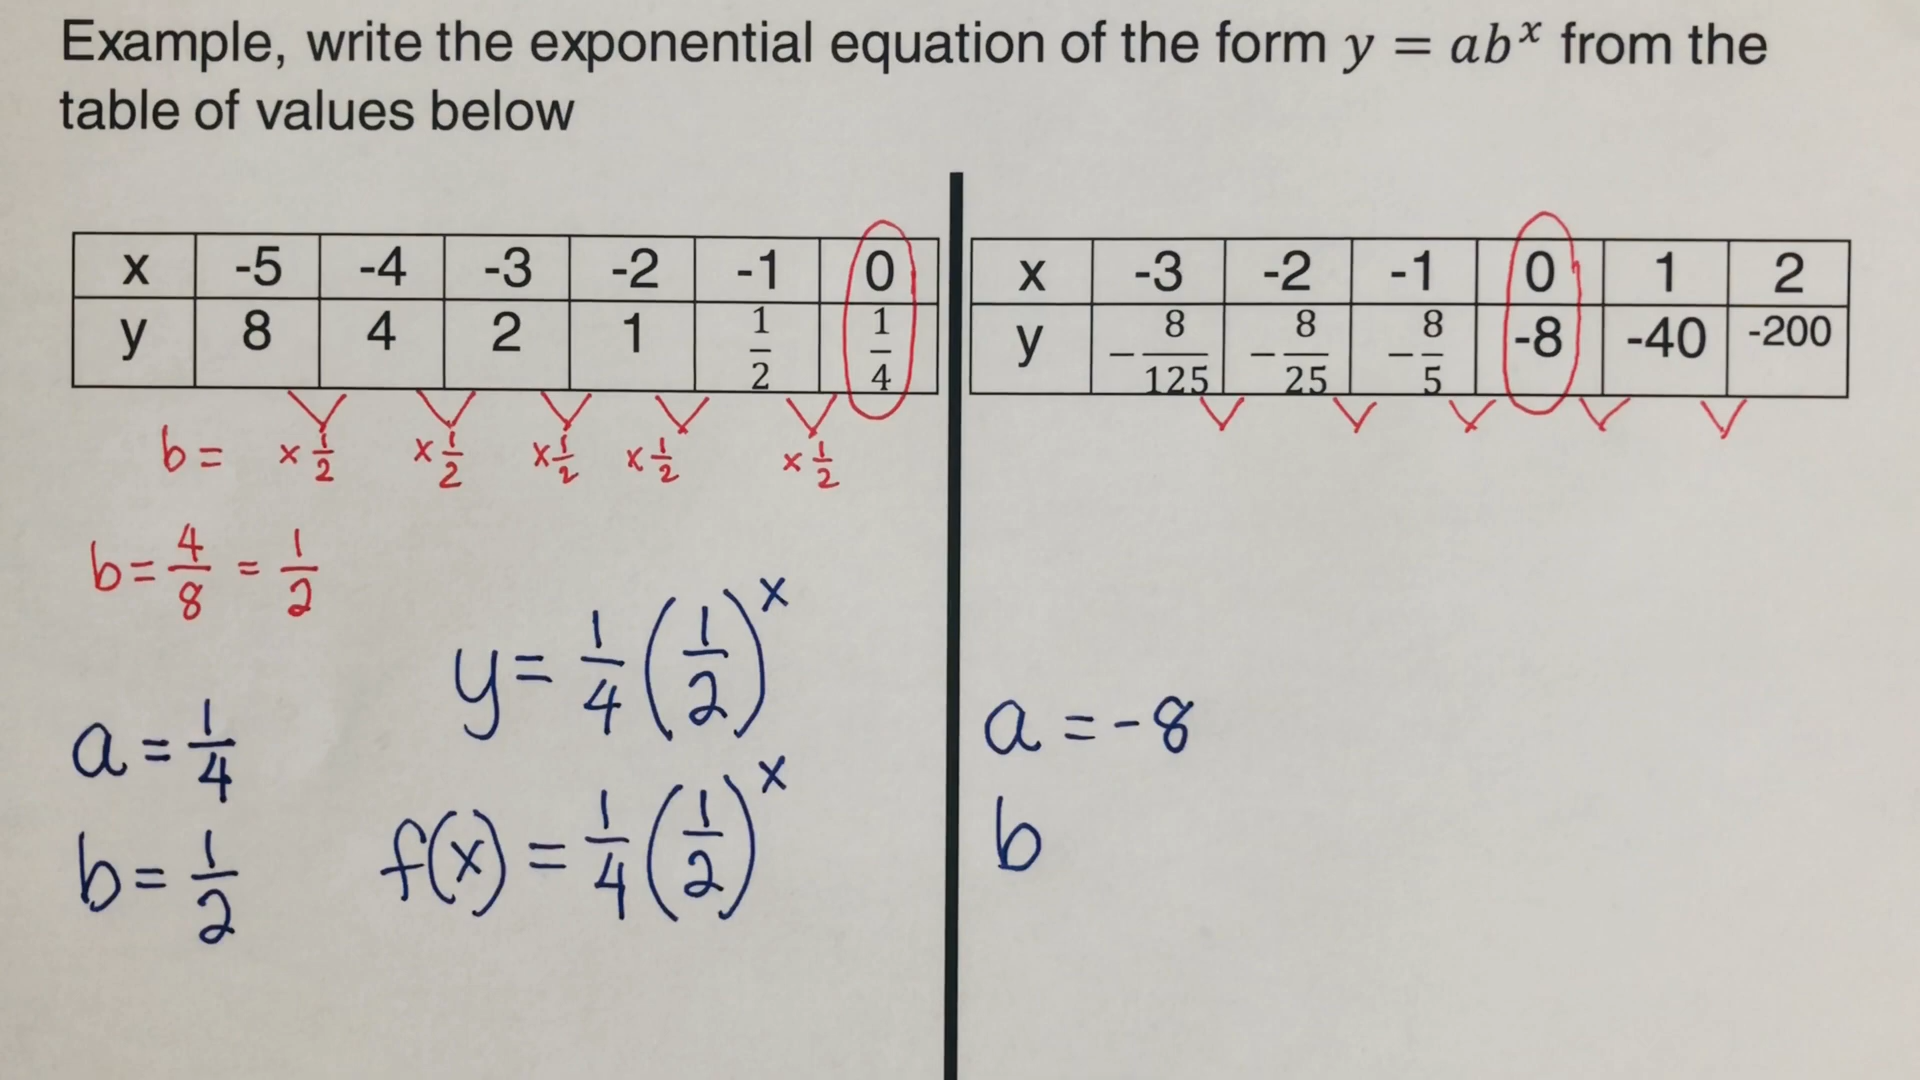 Example, write the exponential equation of the form y = ab^x from the
table of values below
x -5 -4 -3 -2 -1 0
y 8 4 2 1 1/2 1/4
b = ×1/2 ×1/2 ×1/2 ×1/2 ×1/2
b = 4/8 = 1/2
a = 1/4
b = 1/2
y = 1/4 (1/2)^x
f(x) = 1/4 (1/2)^x
x -3 -2 -1 0 1 2
y -8/125 -8/25 -8/5 -8 -40 -200
a = -8
b